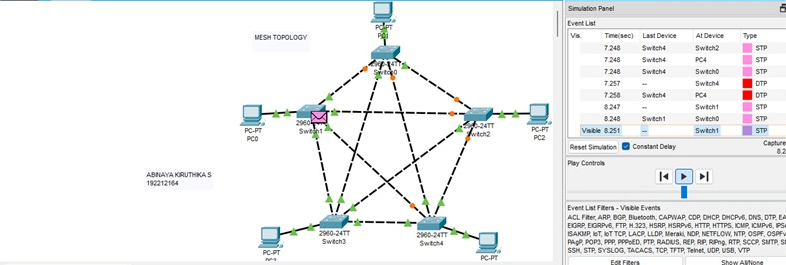 MESH TOPOLOGY
PC-PT
2960-24TT
Switch0
PC-PT
PC0
Switch1
2960-24TT
Switch2
PC-PT
PC2
ABINAYA KIRUTHIKA S
192212164
2960-24TT
Switch3
2960-24TT
Switch4
PC-PT
PC-PT
Simulation Panel
Event List
Vis. Time(sec) Last Device At Device Type
7.248 Switch4 Switch2 STP
7.248 Switch4 PC4 STP
7.248 Switch4 Switch0 STP
7.257 -- Switch4 DTP
7.258 Switch4 PC4 DTP
8.247 -- Switch1 STP
8.248 Switch1 Switch0 STP
Visible 8.251 -- Switch1 STP
Reset Simulation Constant Delay Capture
8.2
Play Controls
Event List Filters - Visible Events
ACL Filter, ARP, BGP, Bluetooth, CAPWAP, CDP, DHCP, DHCPv6, DNS, DTP, EA
EIGRP, EIGRPv6, FTP, H.323, HSRP, HSRPv6, HTTP, HTTPS, ICMP, ICMPv6, IPS
ISAKMP, IoT, IoT TCP, LACP, LLDP, Meraki, NDP, NETFLOW, NTP, OSPF, OSPFv
PAgP, POP3, PPP, PPPoED, PTP, RADIUS, REP, RIP, RIPng, RTP, SCCP, SMTP, SN
SSH, STP, SYSLOG, TACACS, TCP, TFTP, Telnet, UDP, USB, VTP
Edit Filters Show All/None